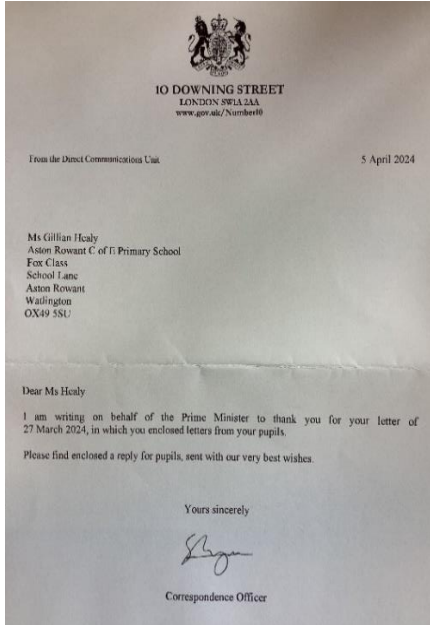 10 DOWNING STREET
LONDON SW1A 2AA
www.gov.uk/Number10
From the Direct Communications Unit
5 April 2024
Ms Gillian Healy
Aston Rowant C of E Primary School
Fox Class
School Lane
Aston Rowant
Watlington
OX49 5SU
Dear Ms Healy
I am writing on behalf of the Prime Minister to thank you for your letter of
27 March 2024, in which you enclosed letters from your pupils.
Please find enclosed a reply for pupils, sent with our very best wishes.
Yours sincerely
Correspondence Officer